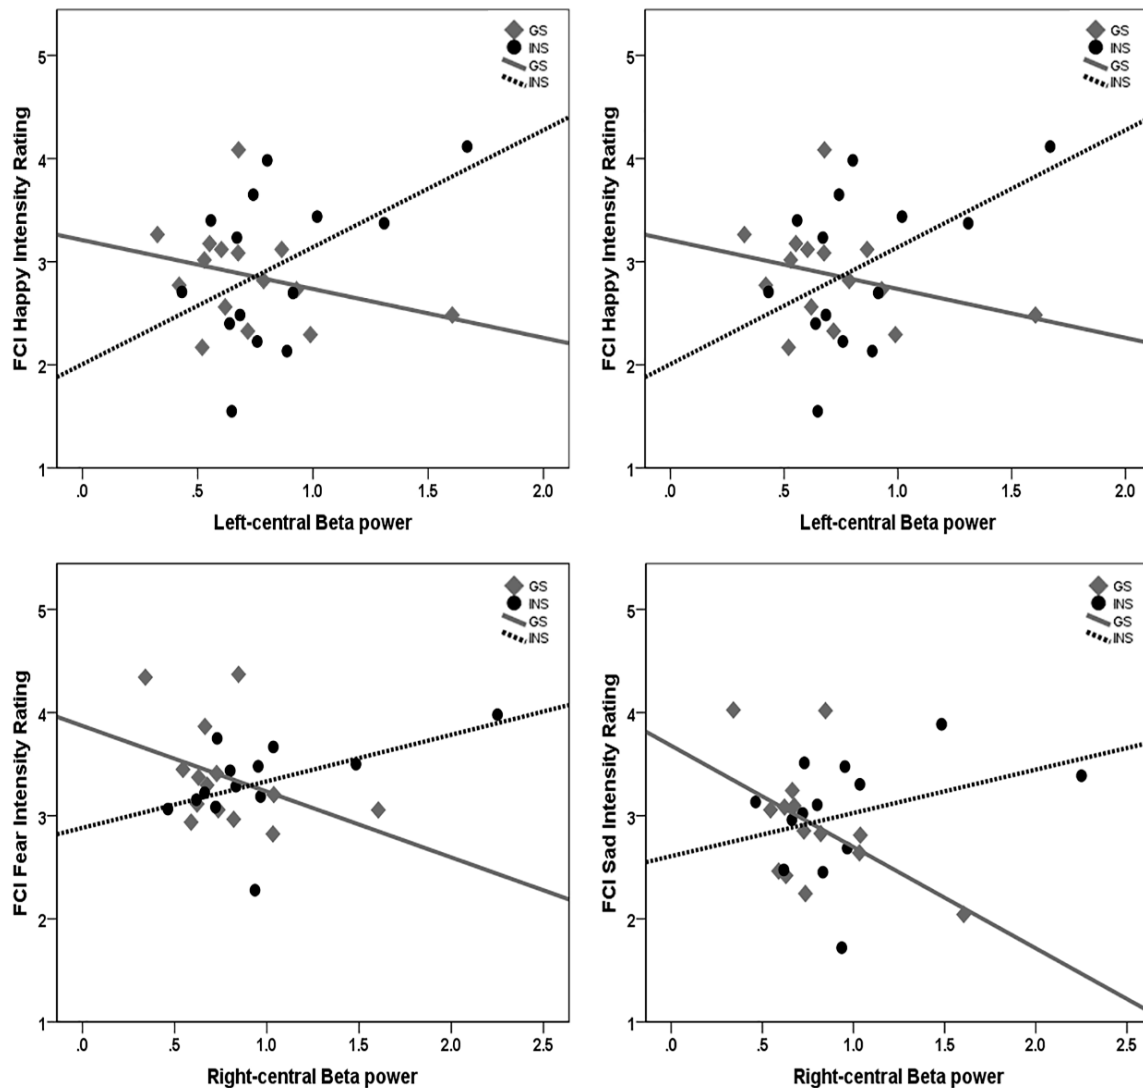 GS
INS
GS
INS
5
4
3
2
1
FCI Happy Intensity Rating
.0 .5 1.0 1.5 2.0
Left-central Beta power
GS
INS
GS
INS
5
4
3
2
1
FCI Happy Intensity Rating
.0 .5 1.0 1.5 2.0
Left-central Beta power
GS
INS
GS
INS
5
4
3
2
1
FCI Fear Intensity Rating
.0 .5 1.0 1.5 2.0 2.5
Right-central Beta power
GS
INS
GS
INS
5
4
3
2
1
FCI Sad Intensity Rating
.0 .5 1.0 1.5 2.0 2.5
Right-central Beta power